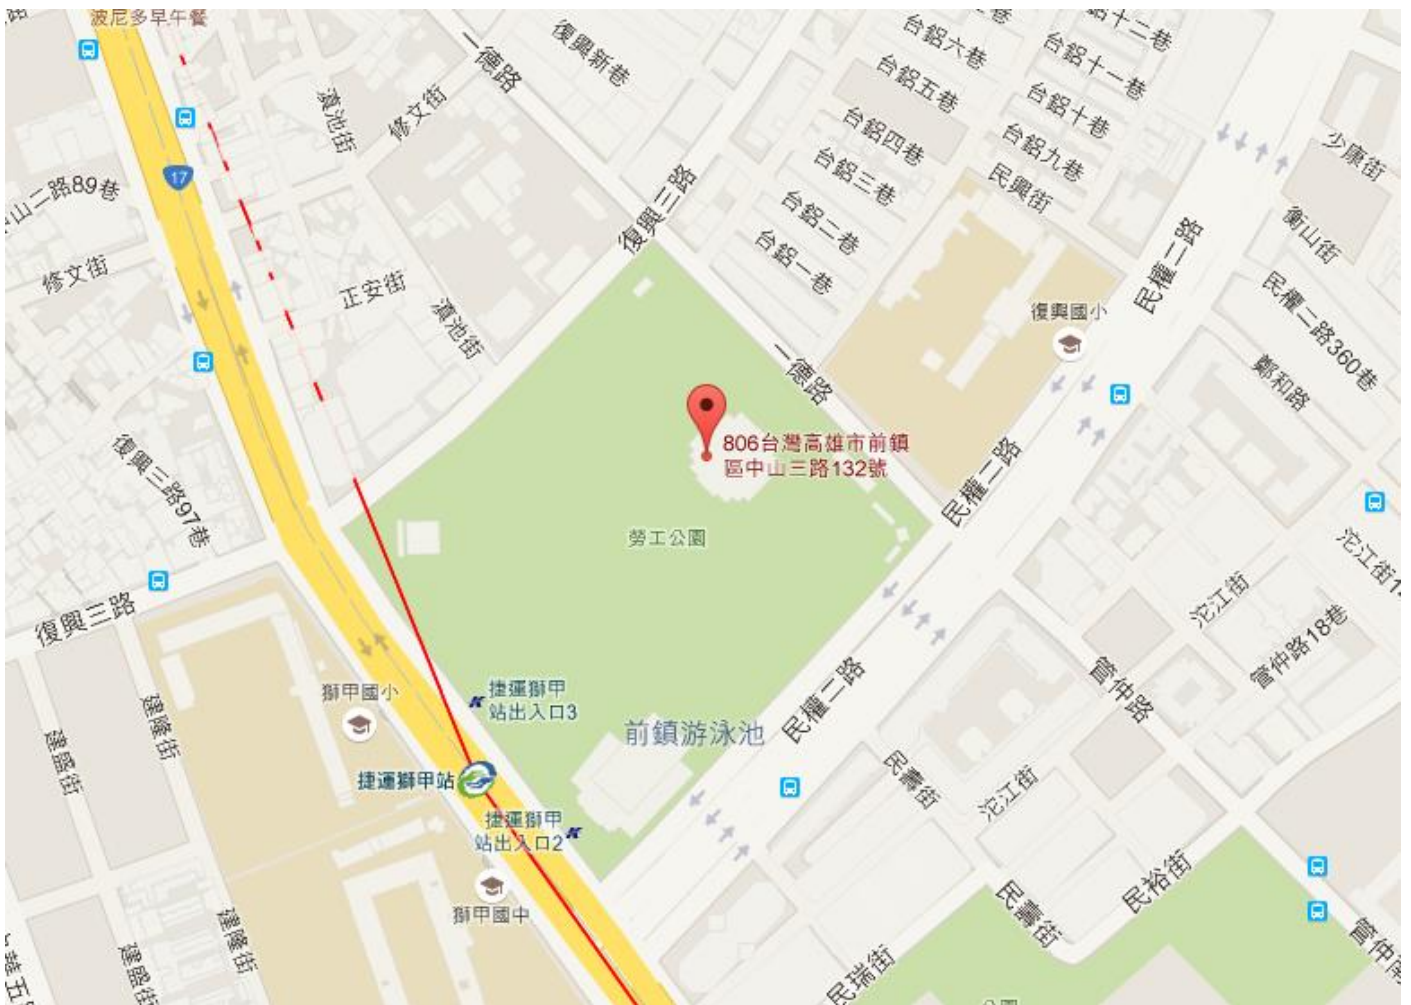 波尼多早午餐
一德路
復興新巷
台鋁六巷
台鋁十二巷
台鋁十一巷
台鋁五巷
台鋁十巷
滇池街
修文街
台鋁四巷
台鋁九巷
少康街
17
山二路89巷
台鋁三巷
民興街
復興三路
台鋁二巷
衡山街
民權二路
台鋁一巷
修文街
正安街
滇池街
復興國小
民權二路360巷
一德路
鄭和路
806台灣高雄市前鎮
區中山三路132號
復興三路97巷
民權二路
勞工公園
沱江街
復興三路
沱江街
管仲路18巷
獅甲國小
捷運獅甲
站出入口3
民權二路
管仲路
建隆街
前鎮游泳池
建盛街
捷運獅甲站
民壽街
沱江街
捷運獅甲
站出入口2
獅甲國中
民裕街
民壽街
建隆街
建盛街
民瑞街
管仲南
公園